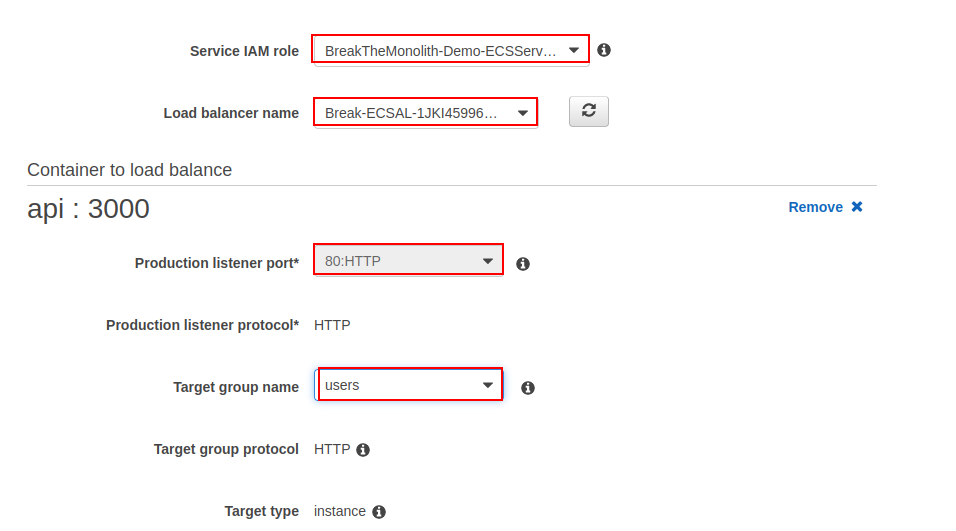 Service IAM role BreakTheMonolith-Demo-ECSServ…
Load balancer name Break-ECSAL-1JKI45996…
Container to load balance
api : 3000 Remove
Production listener port* 80:HTTP
Production listener protocol* HTTP
Target group name users
Target group protocol HTTP
Target type instance